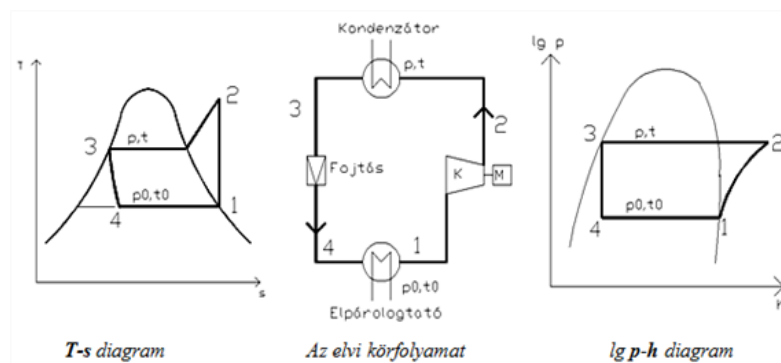 T
2
3
p,t
p0,t0
4
1
s
T-s diagram
Kondenzátor
p,t
3
2
Fojtás
K
M
4
1
p0,t0
Elpárologtató
Az elvi körfolyamat
lg p
3
p,t
2
p0,t0
4
1
h
lg p-h diagram